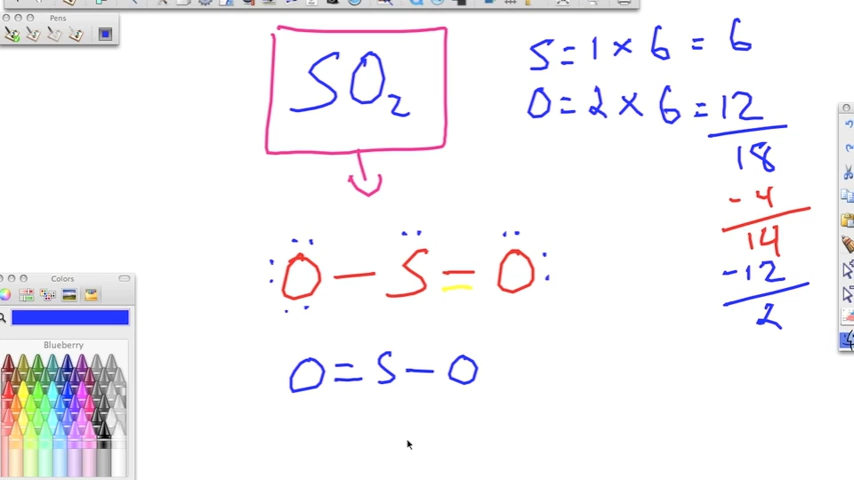 Pens
SO₂
S = 1 × 6 = 6
O = 2 × 6 = 12
18
- 4
14
- 12
2
O — S = O
O = S — O
Colors
Blueberry